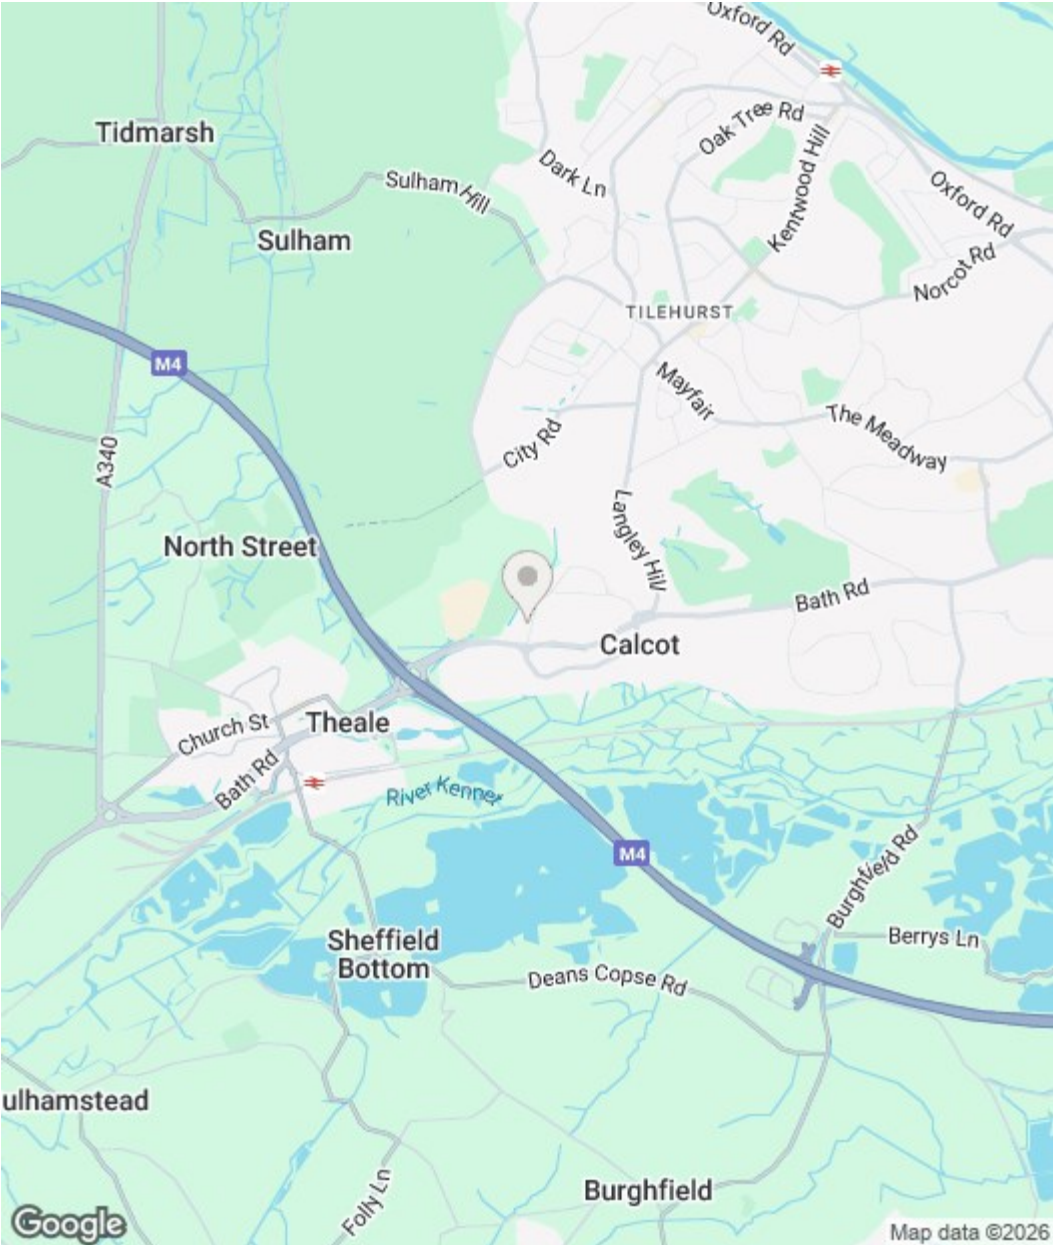 Oxford Rd
Tidmarsh
Oak Tree Rd
Dark Ln
Kentwood Hill
Sulham Hill
Oxford Rd
Sulham
Norcot Rd
TILEHURST
M4
Mayfair
The Meadway
City Rd
A340
Langley Hill
North Street
Bath Rd
Calcot
Church St
Theale
Bath Rd
River Kennet
M4
Burghfield Rd
Sheffield
Bottom
Berrys Ln
Deans Copse Rd
ulhamstead
Folly Ln
Burghfield
Google
Map data ©2026